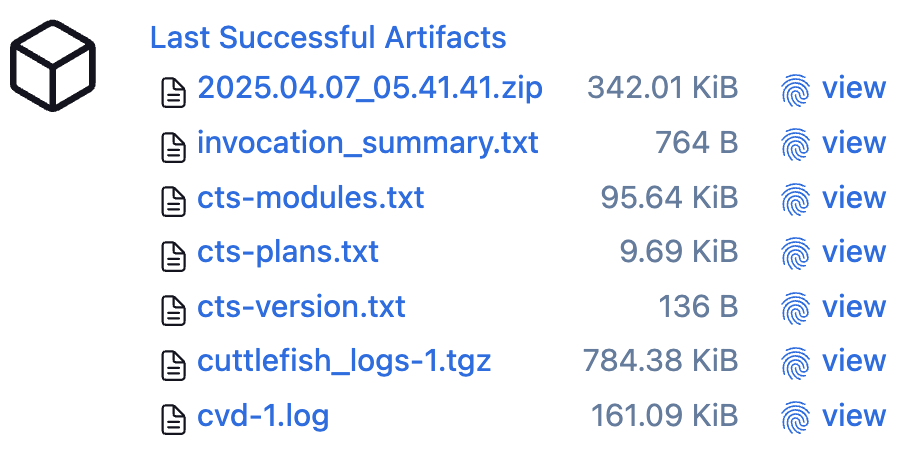 Last Successful Artifacts
2025.04.07_05.41.41.zip 342.01 KiB view
invocation_summary.txt 764 B view
cts-modules.txt 95.64 KiB view
cts-plans.txt 9.69 KiB view
cts-version.txt 136 B view
cuttlefish_logs-1.tgz 784.38 KiB view
cvd-1.log 161.09 KiB view